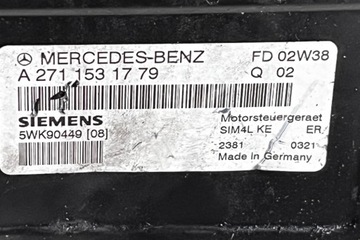 MERCEDES-BENZ FD 02W38
A 271 153 17 79 Q 02
SIEMENS Motorsteuergeraet
5WK90449 [08] SIM4L KE ER
2381 0321
Made in Germany